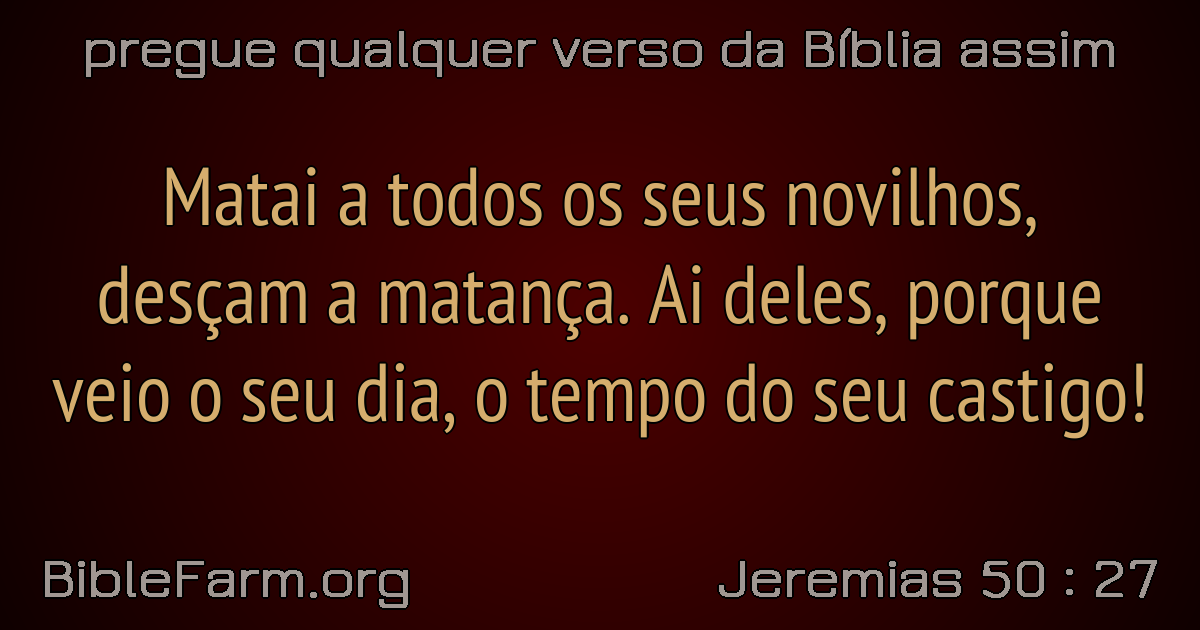 pregue qualquer verso da Bíblia assim
Matai a todos os seus novilhos,
desçam a matança. Ai deles, porque
veio o seu dia, o tempo do seu castigo!
BibleFarm.org
Jeremias 50 : 27